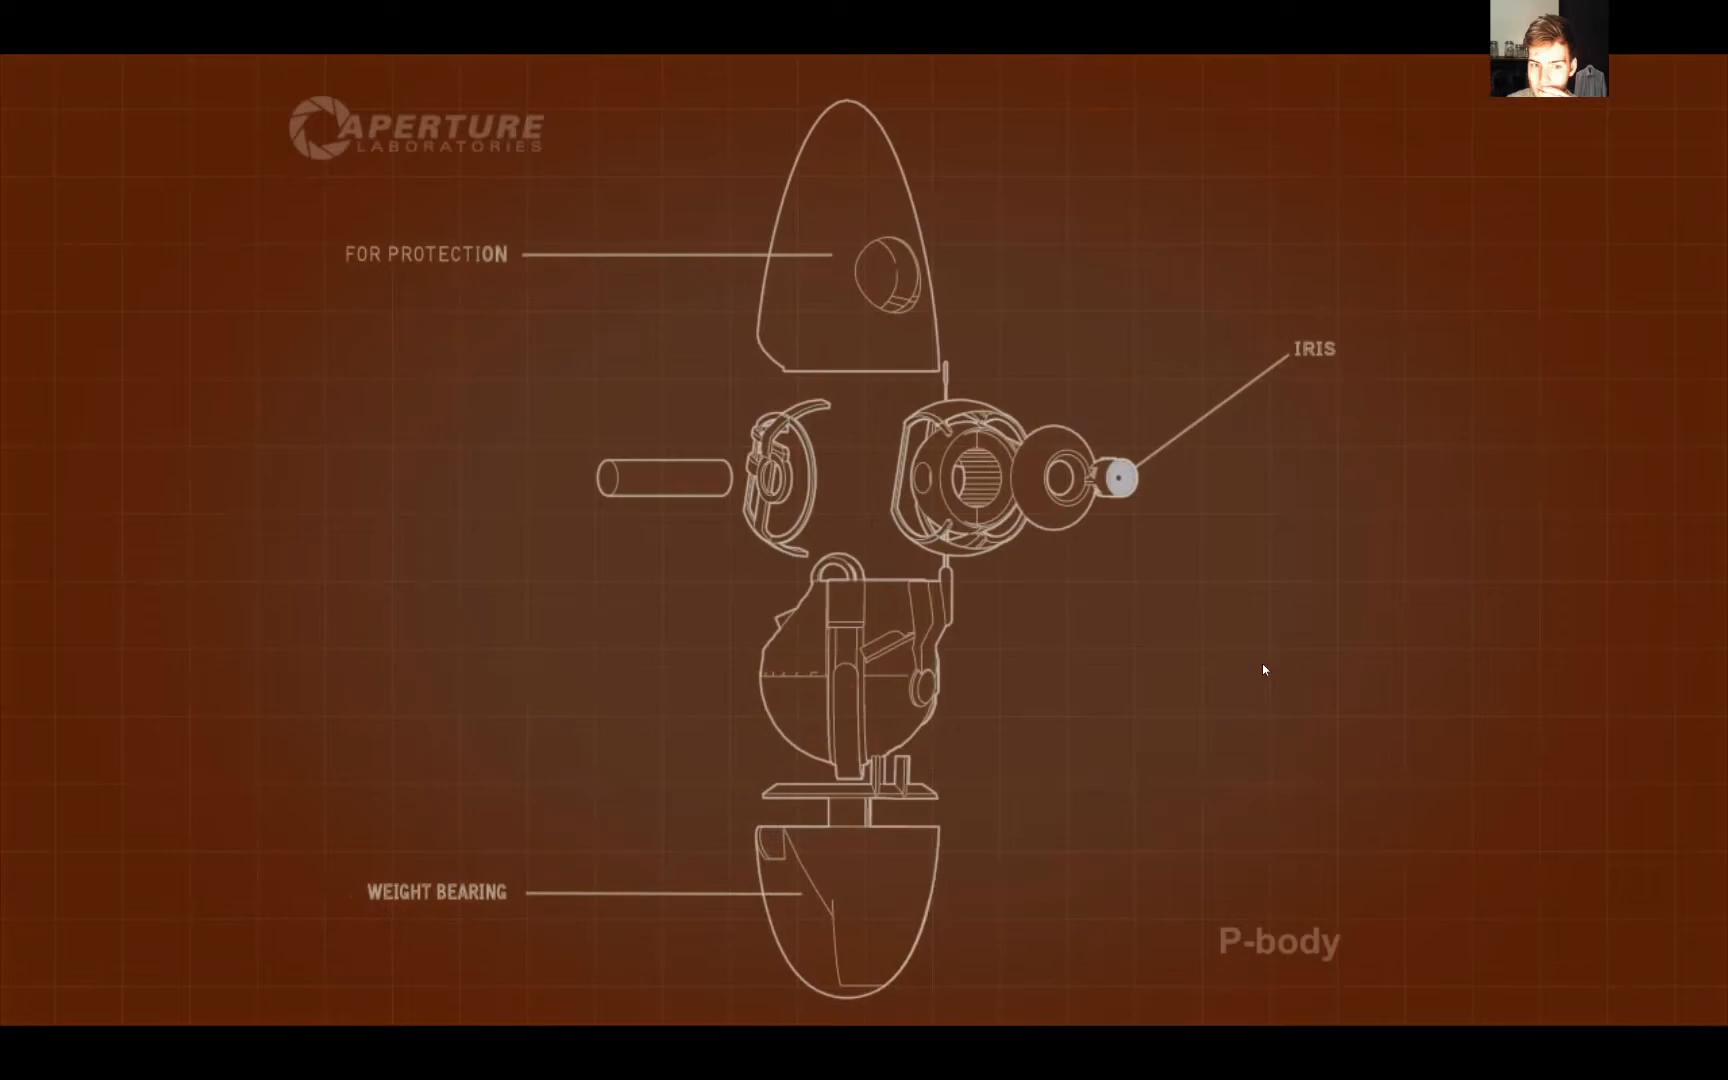 APERTURE
LABORATORIES
FOR PROTECTION
IRIS
WEIGHT BEARING
P-body